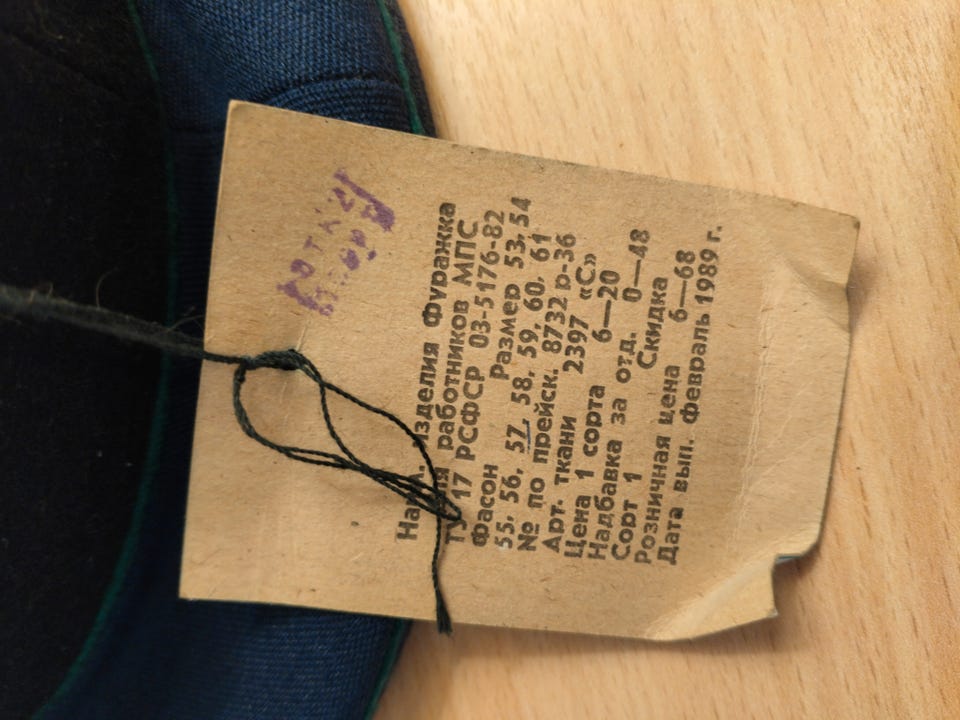 ОТК 2
изделия фуражка
работников МПС
17 РСФСР 03-5176-82
Фасон Размер 53, 54
55, 56, 57, 58, 59, 60, 61
№ по прейск. 8732 р-36
Арт. ткани 2397 «С»
Цена 1 сорта 6—20
Надбавка за отд. 0—48
Сорт 1 Скидка
Розничная цена 6—68
Дата вып. февраль 1989 г.